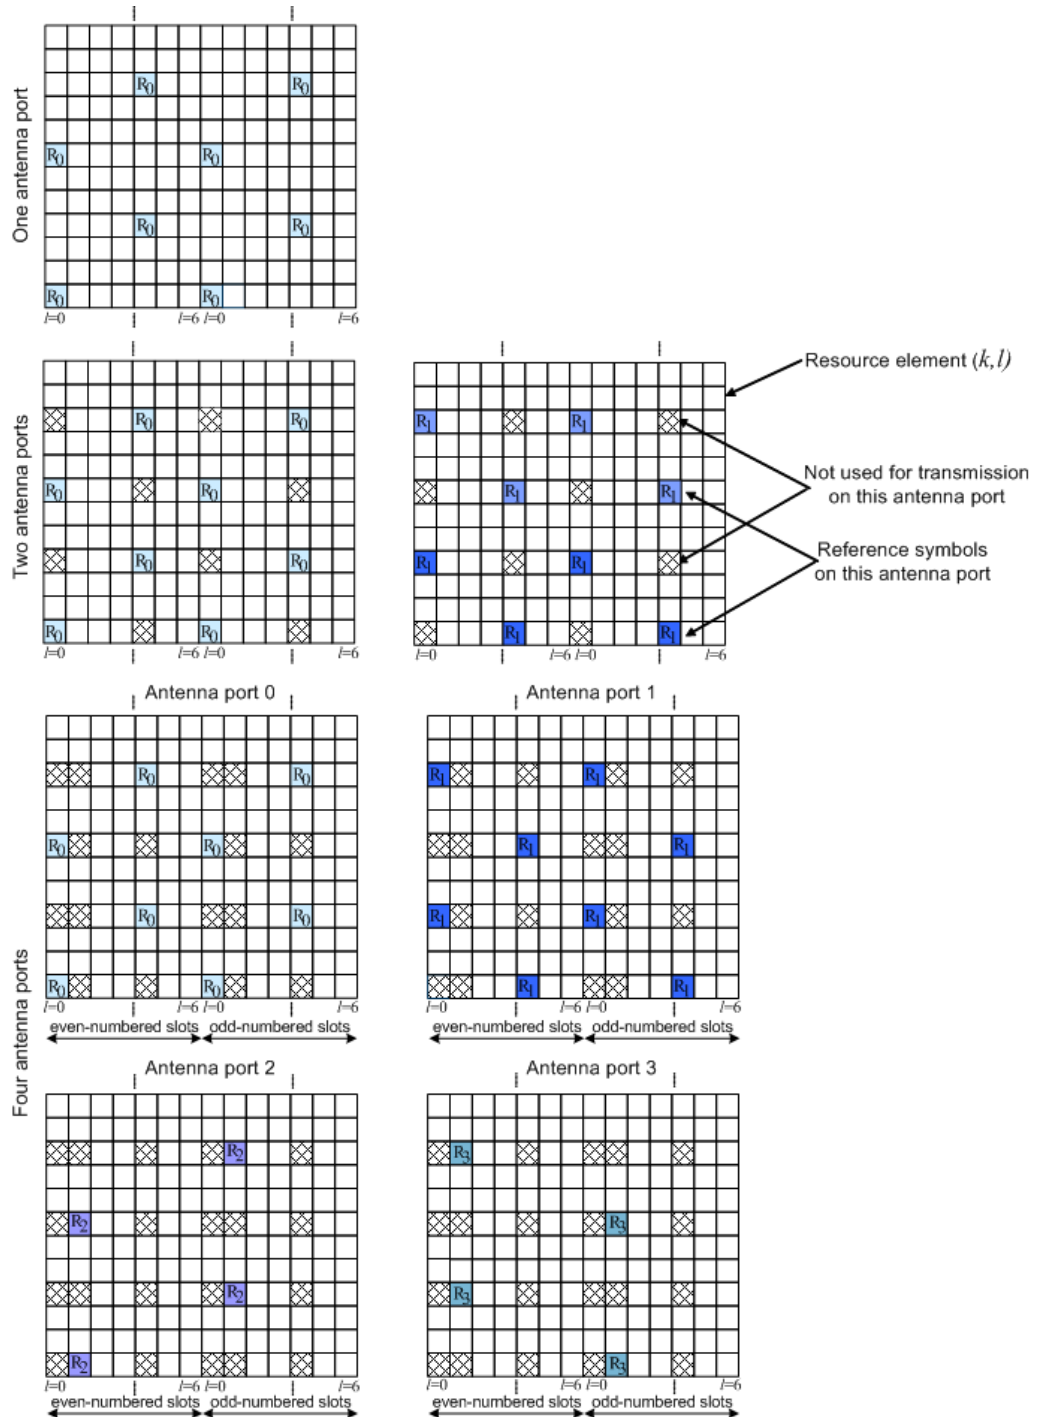 One antenna port
R0 R0
R0 R0
R0 R0
R0 R0
l=0 l=6 l=0 l=6
Two antenna ports
R0 R0
R0 R0
R0 R0
R0 R0
l=0 l=6 l=0 l=6
R1 R1
R1 R1
R1 R1
R1 R1
l=0 l=6 l=0 l=6
Resource element (k,l)
Not used for transmission
on this antenna port
Reference symbols
on this antenna port
Four antenna ports
Antenna port 0
R0 R0
R0 R0
R0 R0
R0 R0
l=0 l=6 l=0 l=6
even-numbered slots odd-numbered slots
Antenna port 1
R1 R1
R1 R1
R1 R1
R1 R1
l=0 l=6 l=0 l=6
even-numbered slots odd-numbered slots
Antenna port 2
R2
R2
R2
R2
l=0 l=6 l=0 l=6
even-numbered slots odd-numbered slots
Antenna port 3
R3
R3
R3
R3
l=0 l=6 l=0 l=6
even-numbered slots odd-numbered slots